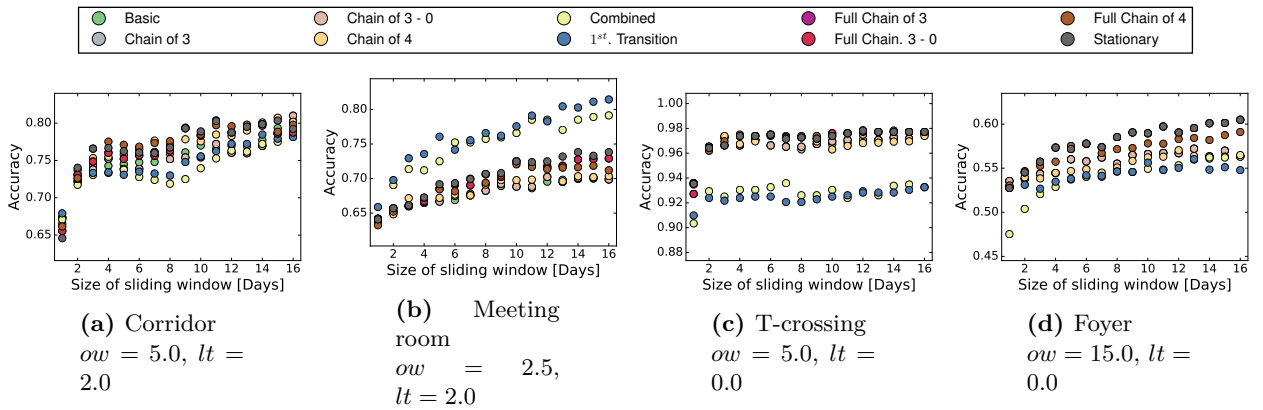 Basic Chain of 3 - 0 Combined Full Chain of 3 Full Chain of 4
Chain of 3 Chain of 4 1st. Transition Full Chain. 3 - 0 Stationary
Accuracy
0.80
0.75
0.70
0.65
2 4 6 8 10 12 14 16
Size of sliding window [Days]
(a) Corridor
ow = 5.0, lt =
2.0
Accuracy
0.80
0.75
0.70
0.65
2 4 6 8 10 12 14 16
Size of sliding window [Days]
(b) Meeting
room
ow = 2.5,
lt = 2.0
Accuracy
1.00
0.98
0.96
0.94
0.92
0.90
0.88
2 4 6 8 10 12 14 16
Size of sliding window [Days]
(c) T-crossing
ow = 5.0, lt =
0.0
Accuracy
0.60
0.55
0.50
0.45
2 4 6 8 10 12 14 16
Size of sliding window [Days]
(d) Foyer
ow = 15.0, lt =
0.0